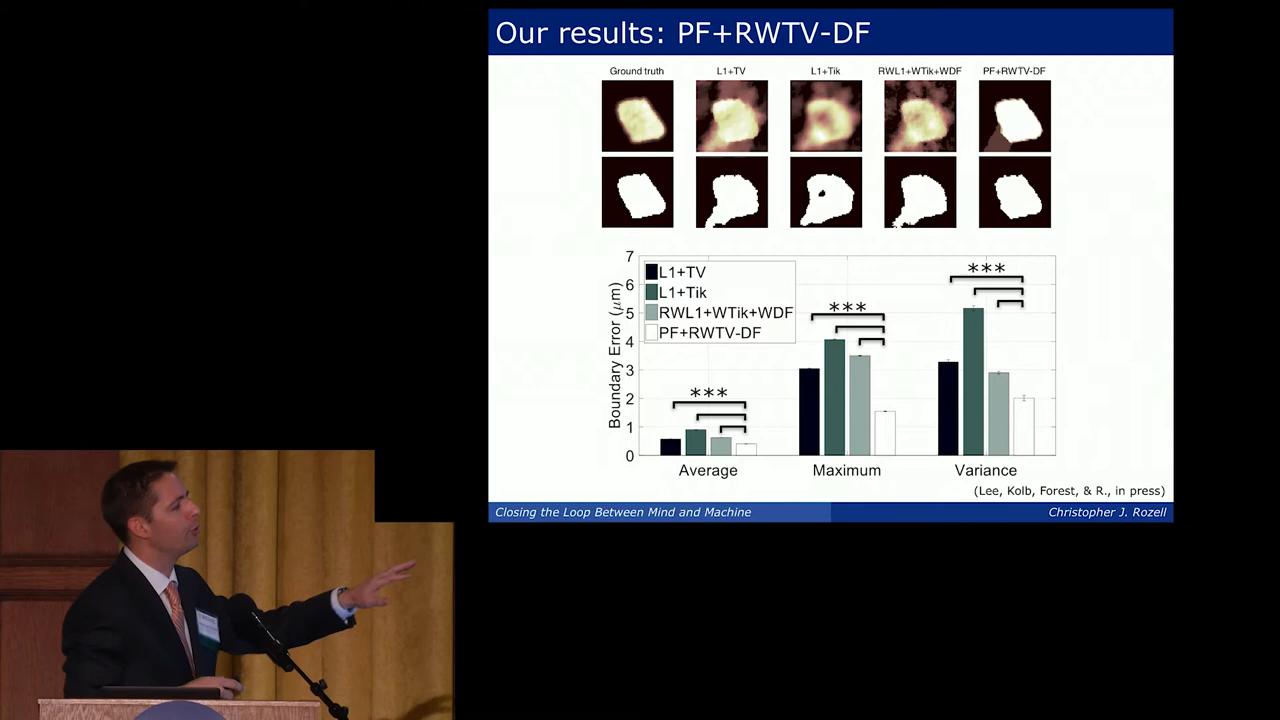 Our results: PF+RWTV-DF
Ground truth L1+TV L1+Tik RWL1+WTik+WDF PF+RWTV-DF
7
6
5
4
3
2
1
0
Boundary Error (μm)
L1+TV
L1+Tik
RWL1+WTik+WDF
PF+RWTV-DF
***
***
***
Average Maximum Variance
(Lee, Kolb, Forest, & R., in press)
Closing the Loop Between Mind and Machine Christopher J. Rozell